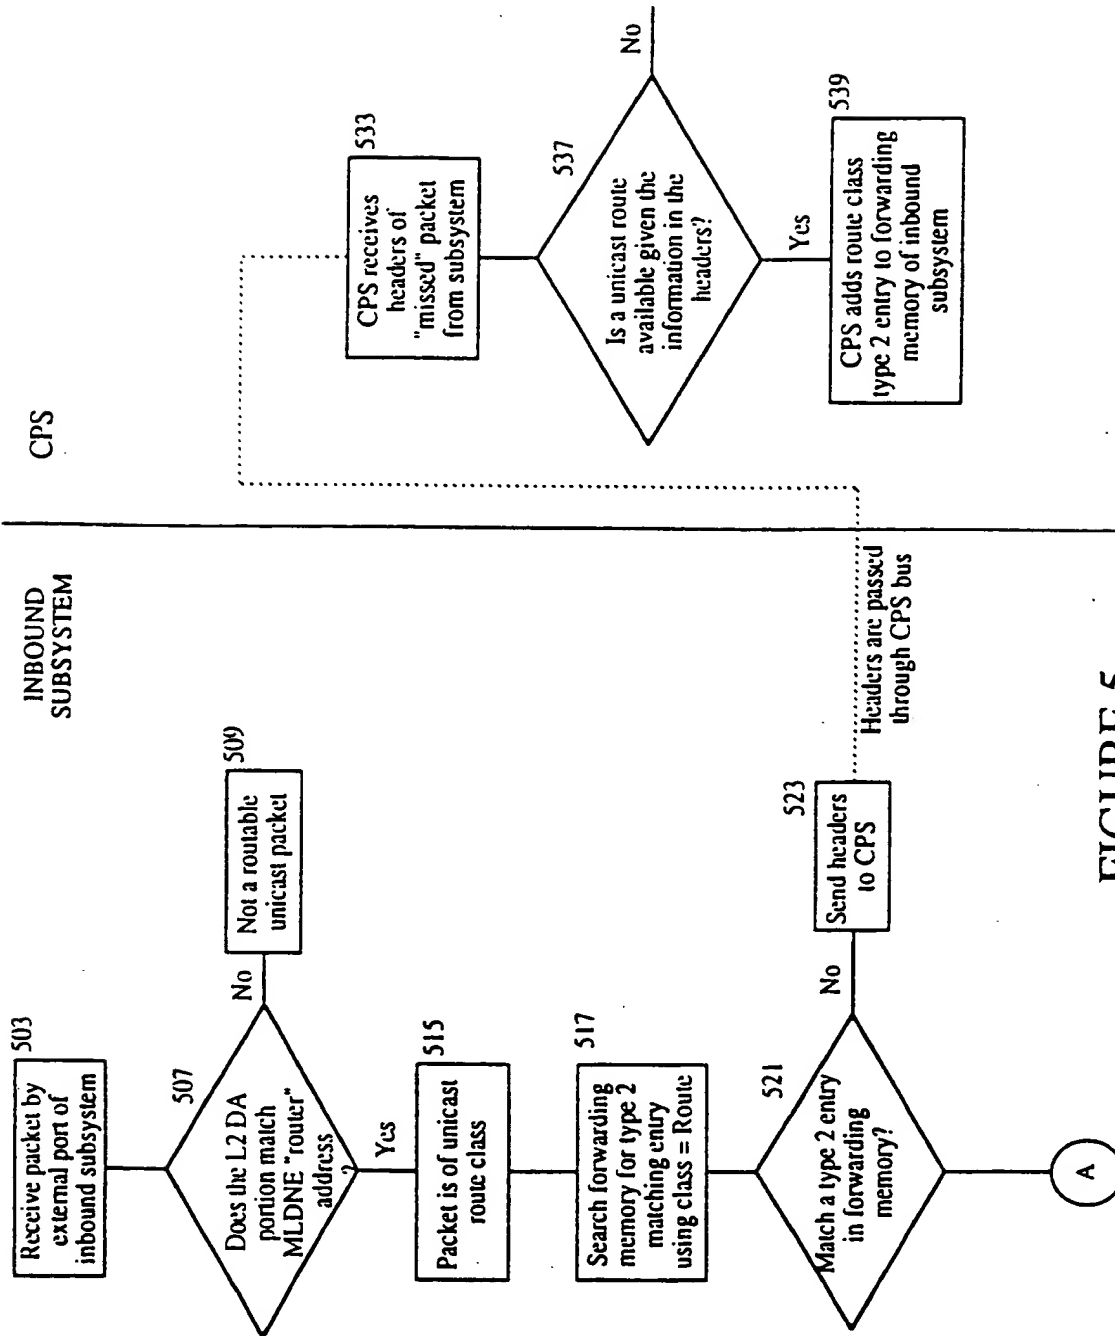 INBOUND
SUBSYSTEM
CPS
503
Receive packet by
external port of
inbound subsystem
507
Does the L2 DA
portion match
MLDNE "router"
address
?
No
509
Not a routable
unicast packet
Yes
515
Packet is of unicast
route class
517
Search forwarding
memory for type 2
matching entry
using class = Route
521
Match a type 2 entry
in forwarding
memory?
No
523
Send headers
to CPS
A
Headers are passed
through CPS bus
533
CPS receives
headers of
"missed" packet
from subsystem
537
Is a unicast route
available given the
information in the
headers?
No
Yes
539
CPS adds route class
type 2 entry to forwarding
memory of inbound
subsystem
FIGURE 5